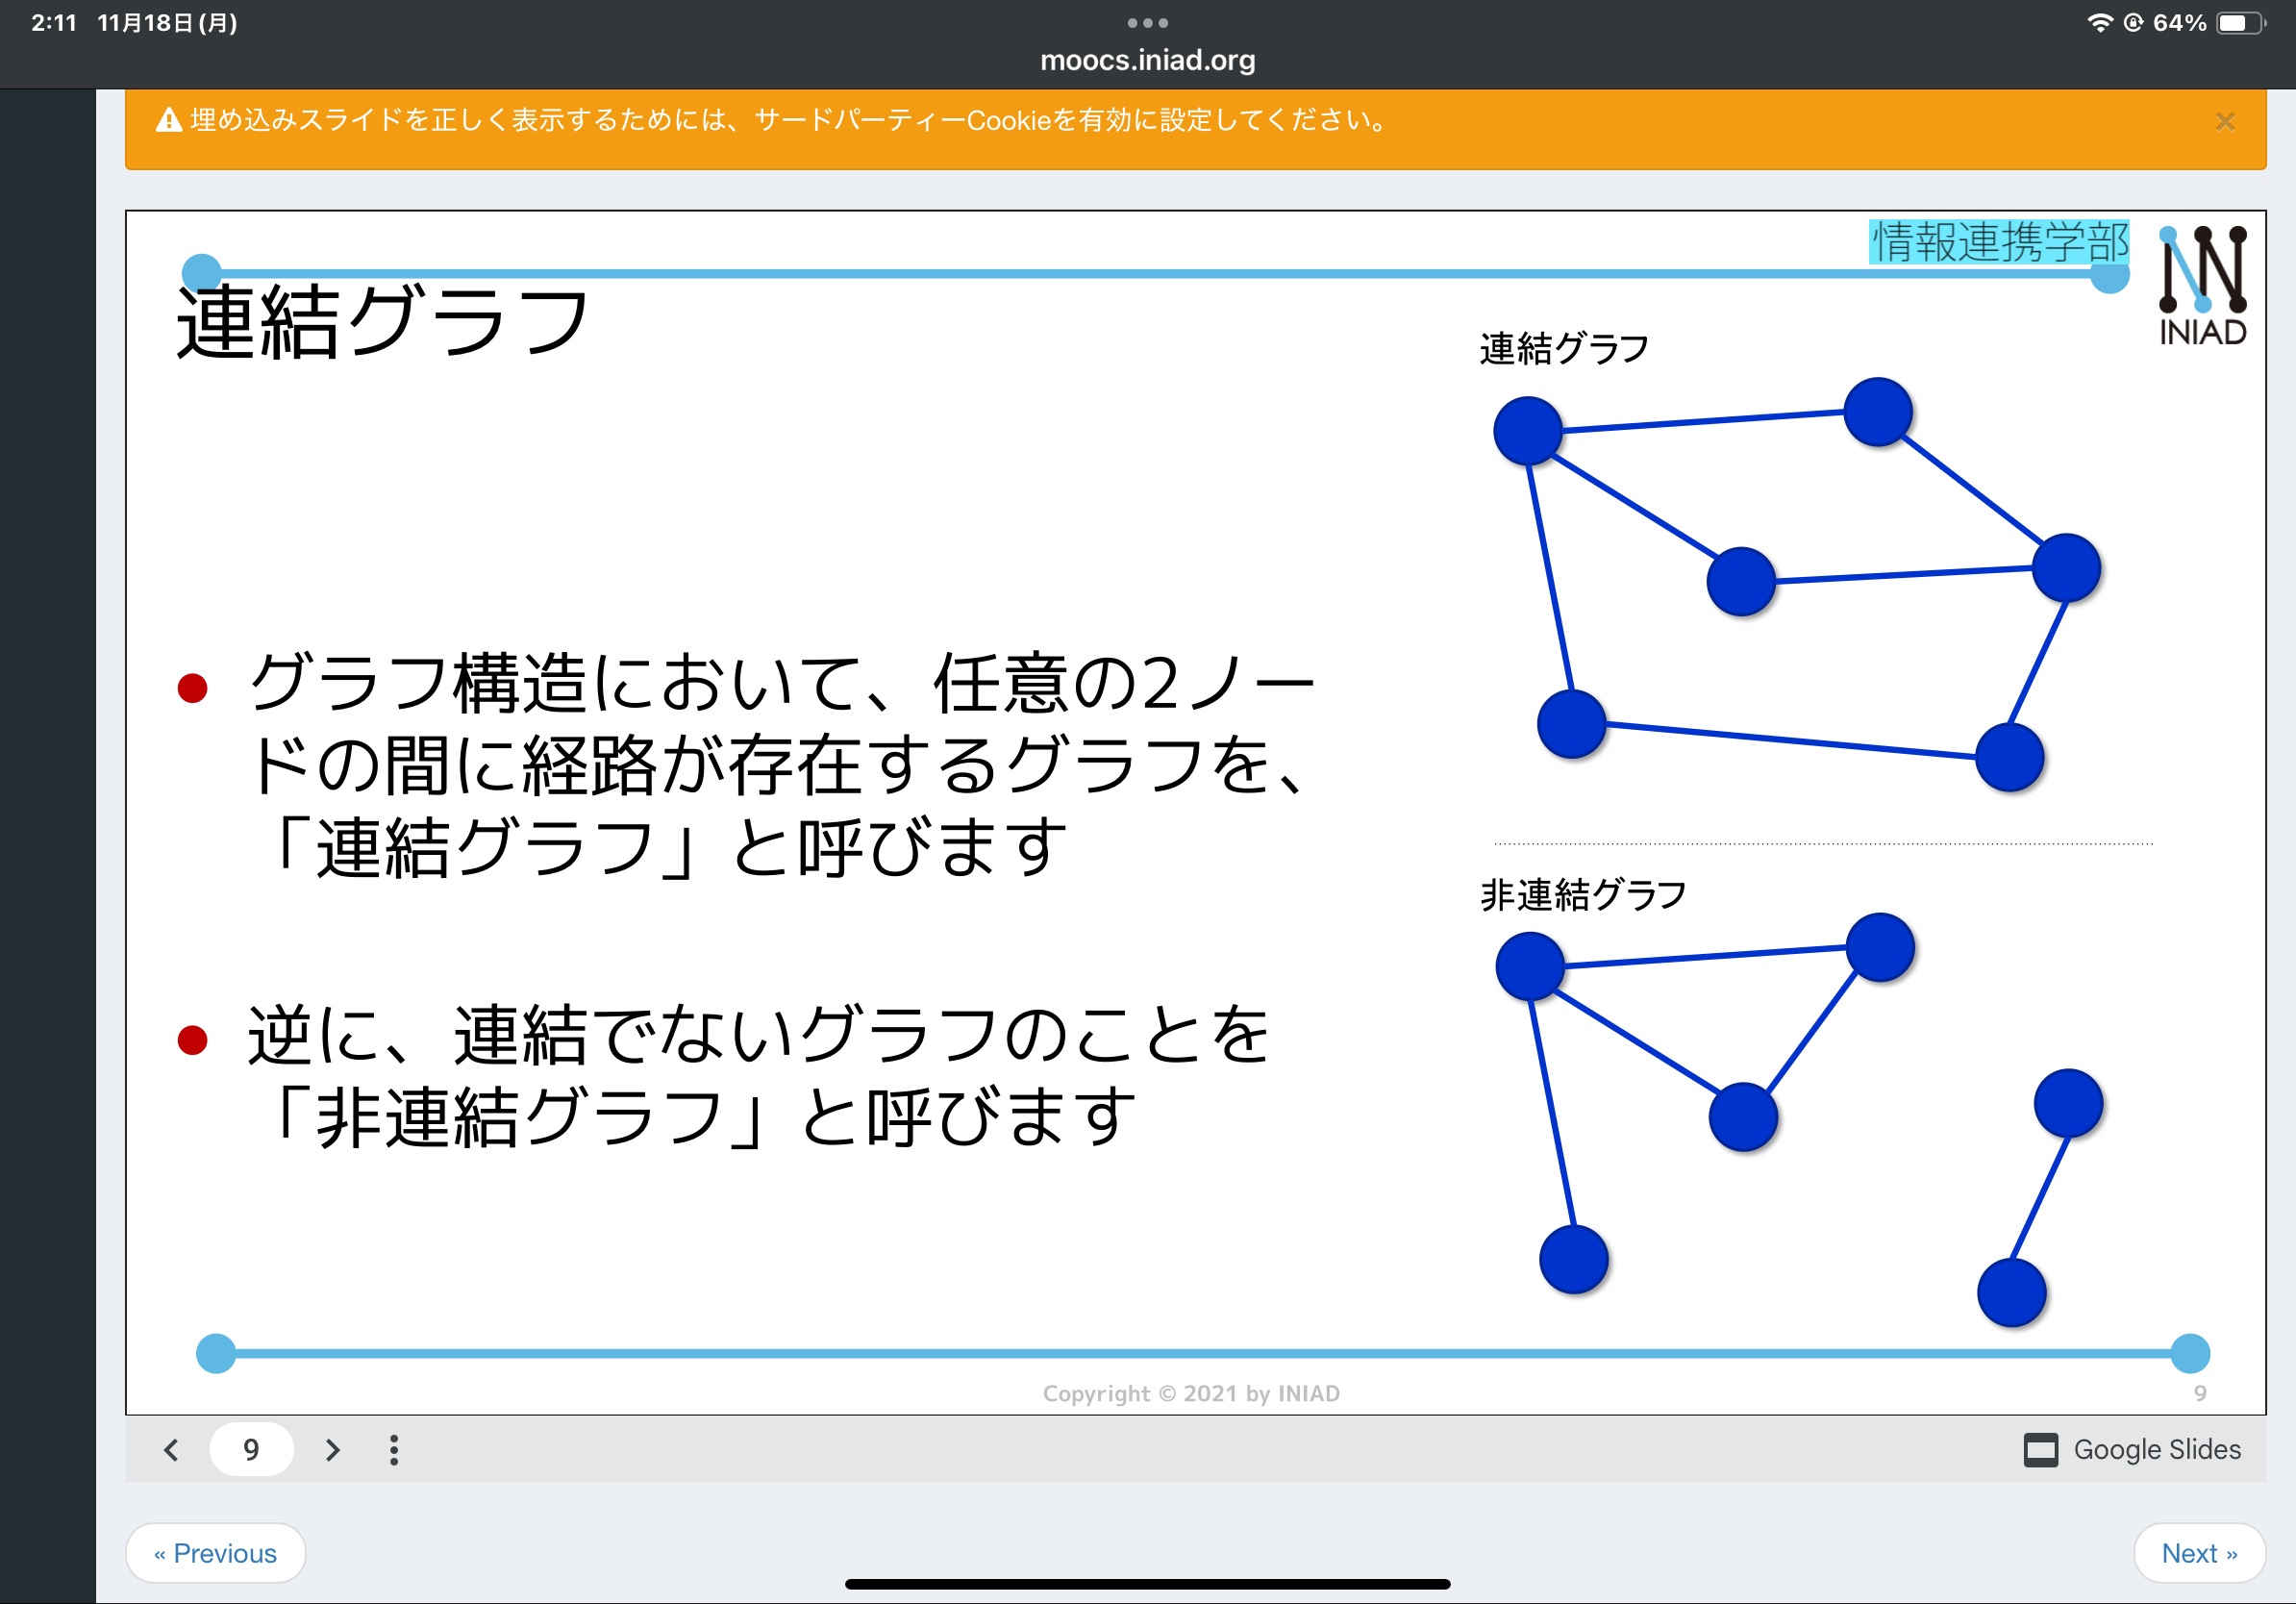 2:11 11月18日(月)
64%
moocs.iniad.org
埋め込みスライドを正しく表示するためには、サードパーティーCookieを有効に設定してください。
×
情報連携学部
INIAD
連結グラフ
連結グラフ
グラフ構造において、任意の2ノー
ドの間に経路が存在するグラフを、
「連結グラフ」と呼びます
非連結グラフ
逆に、連結でないグラフのことを
「非連結グラフ」と呼びます
Copyright © 2021 by INIAD
9
9
Google Slides
« Previous
Next »